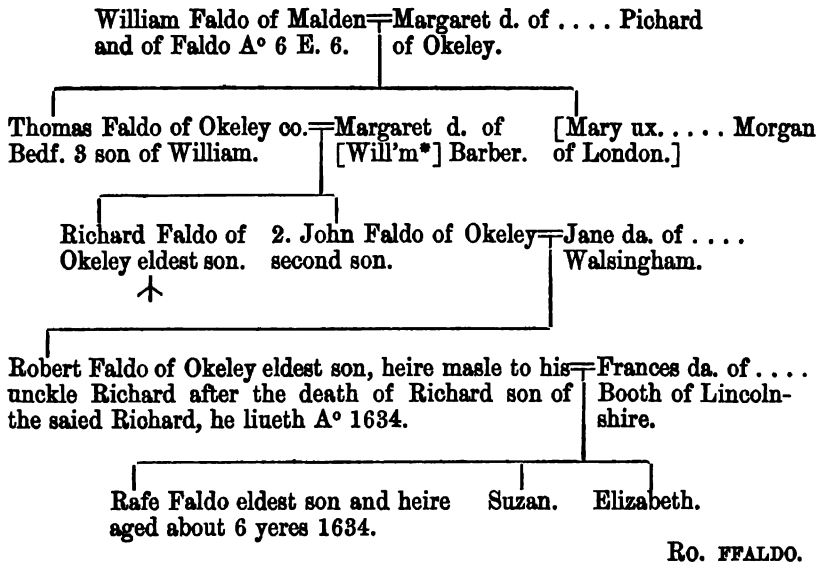 William Faldo of Malden
and of Faldo Aº 6 E. 6.
Margaret d. of .... Pichard
of Okeley.
Thomas Faldo of Okeley co.
Bedf. 3 son of William.
Margaret d. of
[Will'm*] Barber.
[Mary ux..... Morgan
of London.]
Richard Faldo of
Okeley eldest son.
2. John Faldo of Okeley
second son.
Jane da. of ....
Walsingham.
Robert Faldo of Okeley eldest son, heire masle to his
unckle Richard after the death of Richard son of
the saied Richard, he liueth Aº 1634.
Frances da. of ....
Booth of Lincoln-
shire.
Rafe Faldo eldest son and heire
aged about 6 yeres 1634.
Suzan.
Elizabeth.
Ro. FFALDO.